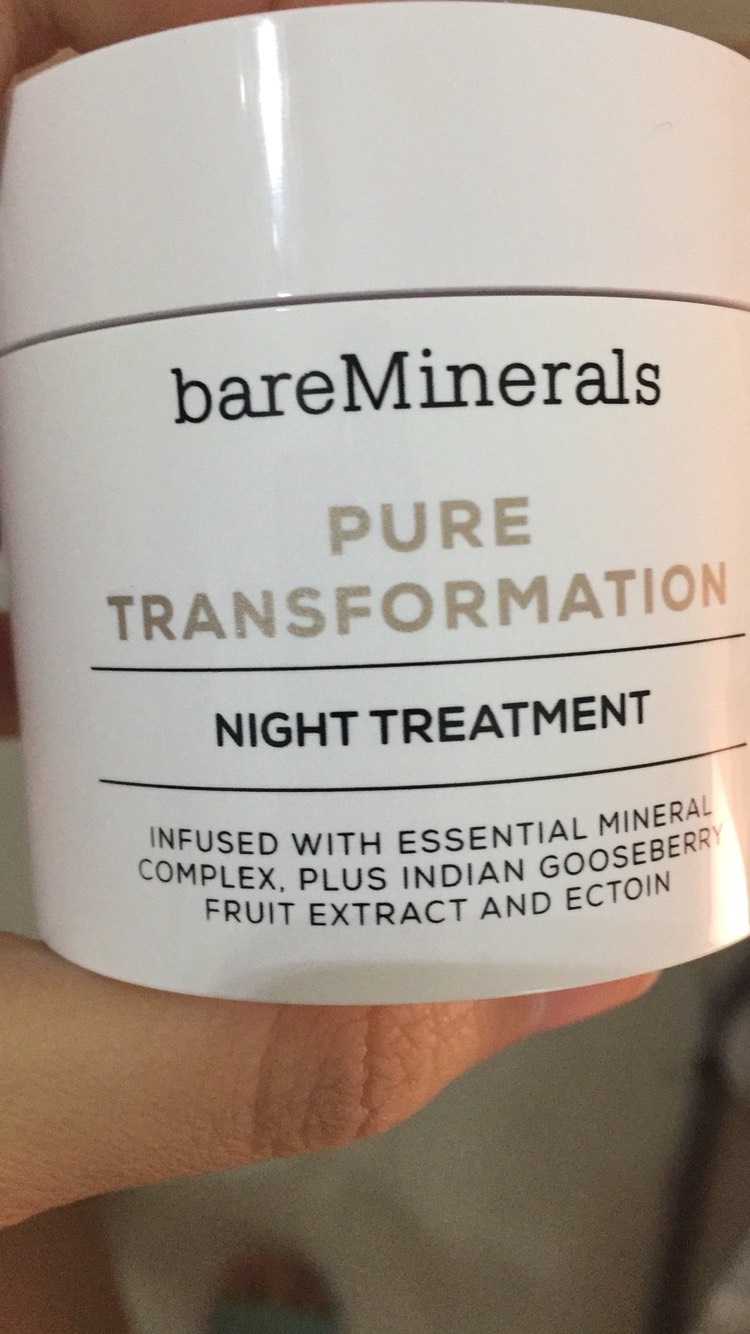 bareMinerals
PURE
TRANSFORMATION
NIGHT TREATMENT
INFUSED WITH ESSENTIAL MINERAL
COMPLEX, PLUS INDIAN GOOSEBERRY
FRUIT EXTRACT AND ECTOIN